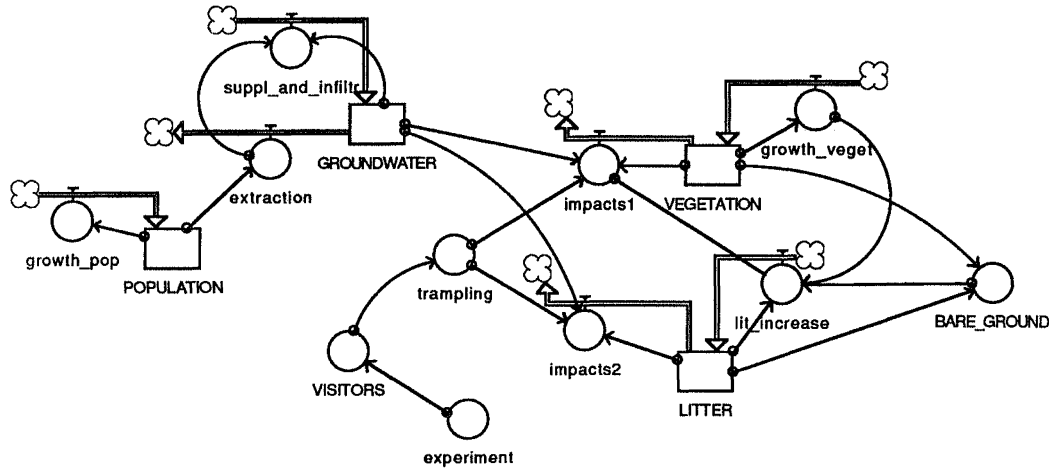 suppl_and_infiltr
GROUNDWATER
growth_veget
extraction
impacts1
VEGETATION
growth_pop
POPULATION
trampling
lit_increase
BARE_GROUND
impacts2
VISITORS
LITTER
experiment